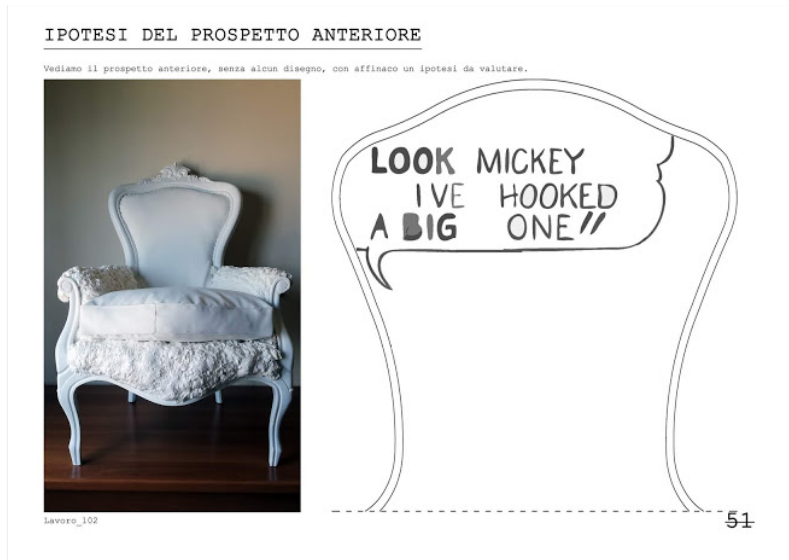 IPOTESI DEL PROSPETTO ANTERIORE
Vediamo il prospetto anteriore, senza alcun disegno, con affinaco un ipotesi da valutare.
LOOK MICKEY
IVE HOOKED
A BIG ONE"
Lavoro_102
51